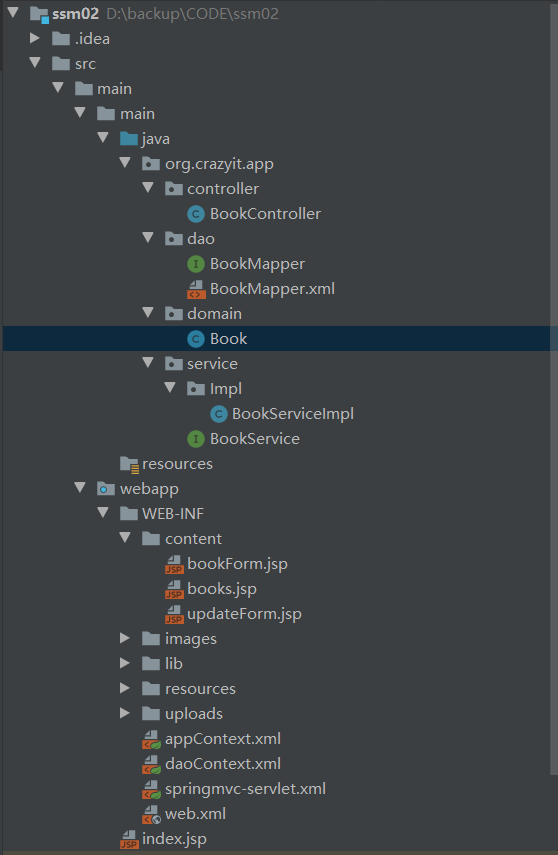 ssm02 D:\backup\CODE\ssm02
.idea
src
main
main
java
org.crazyit.app
controller
C BookController
dao
I BookMapper
BookMapper.xml
domain
C Book
service
Impl
C BookServiceImpl
I BookService
resources
webapp
WEB-INF
content
JSP bookForm.jsp
JSP books.jsp
JSP updateForm.jsp
images
lib
resources
uploads
appContext.xml
daoContext.xml
springmvc-servlet.xml
web.xml
JSP index.jsp